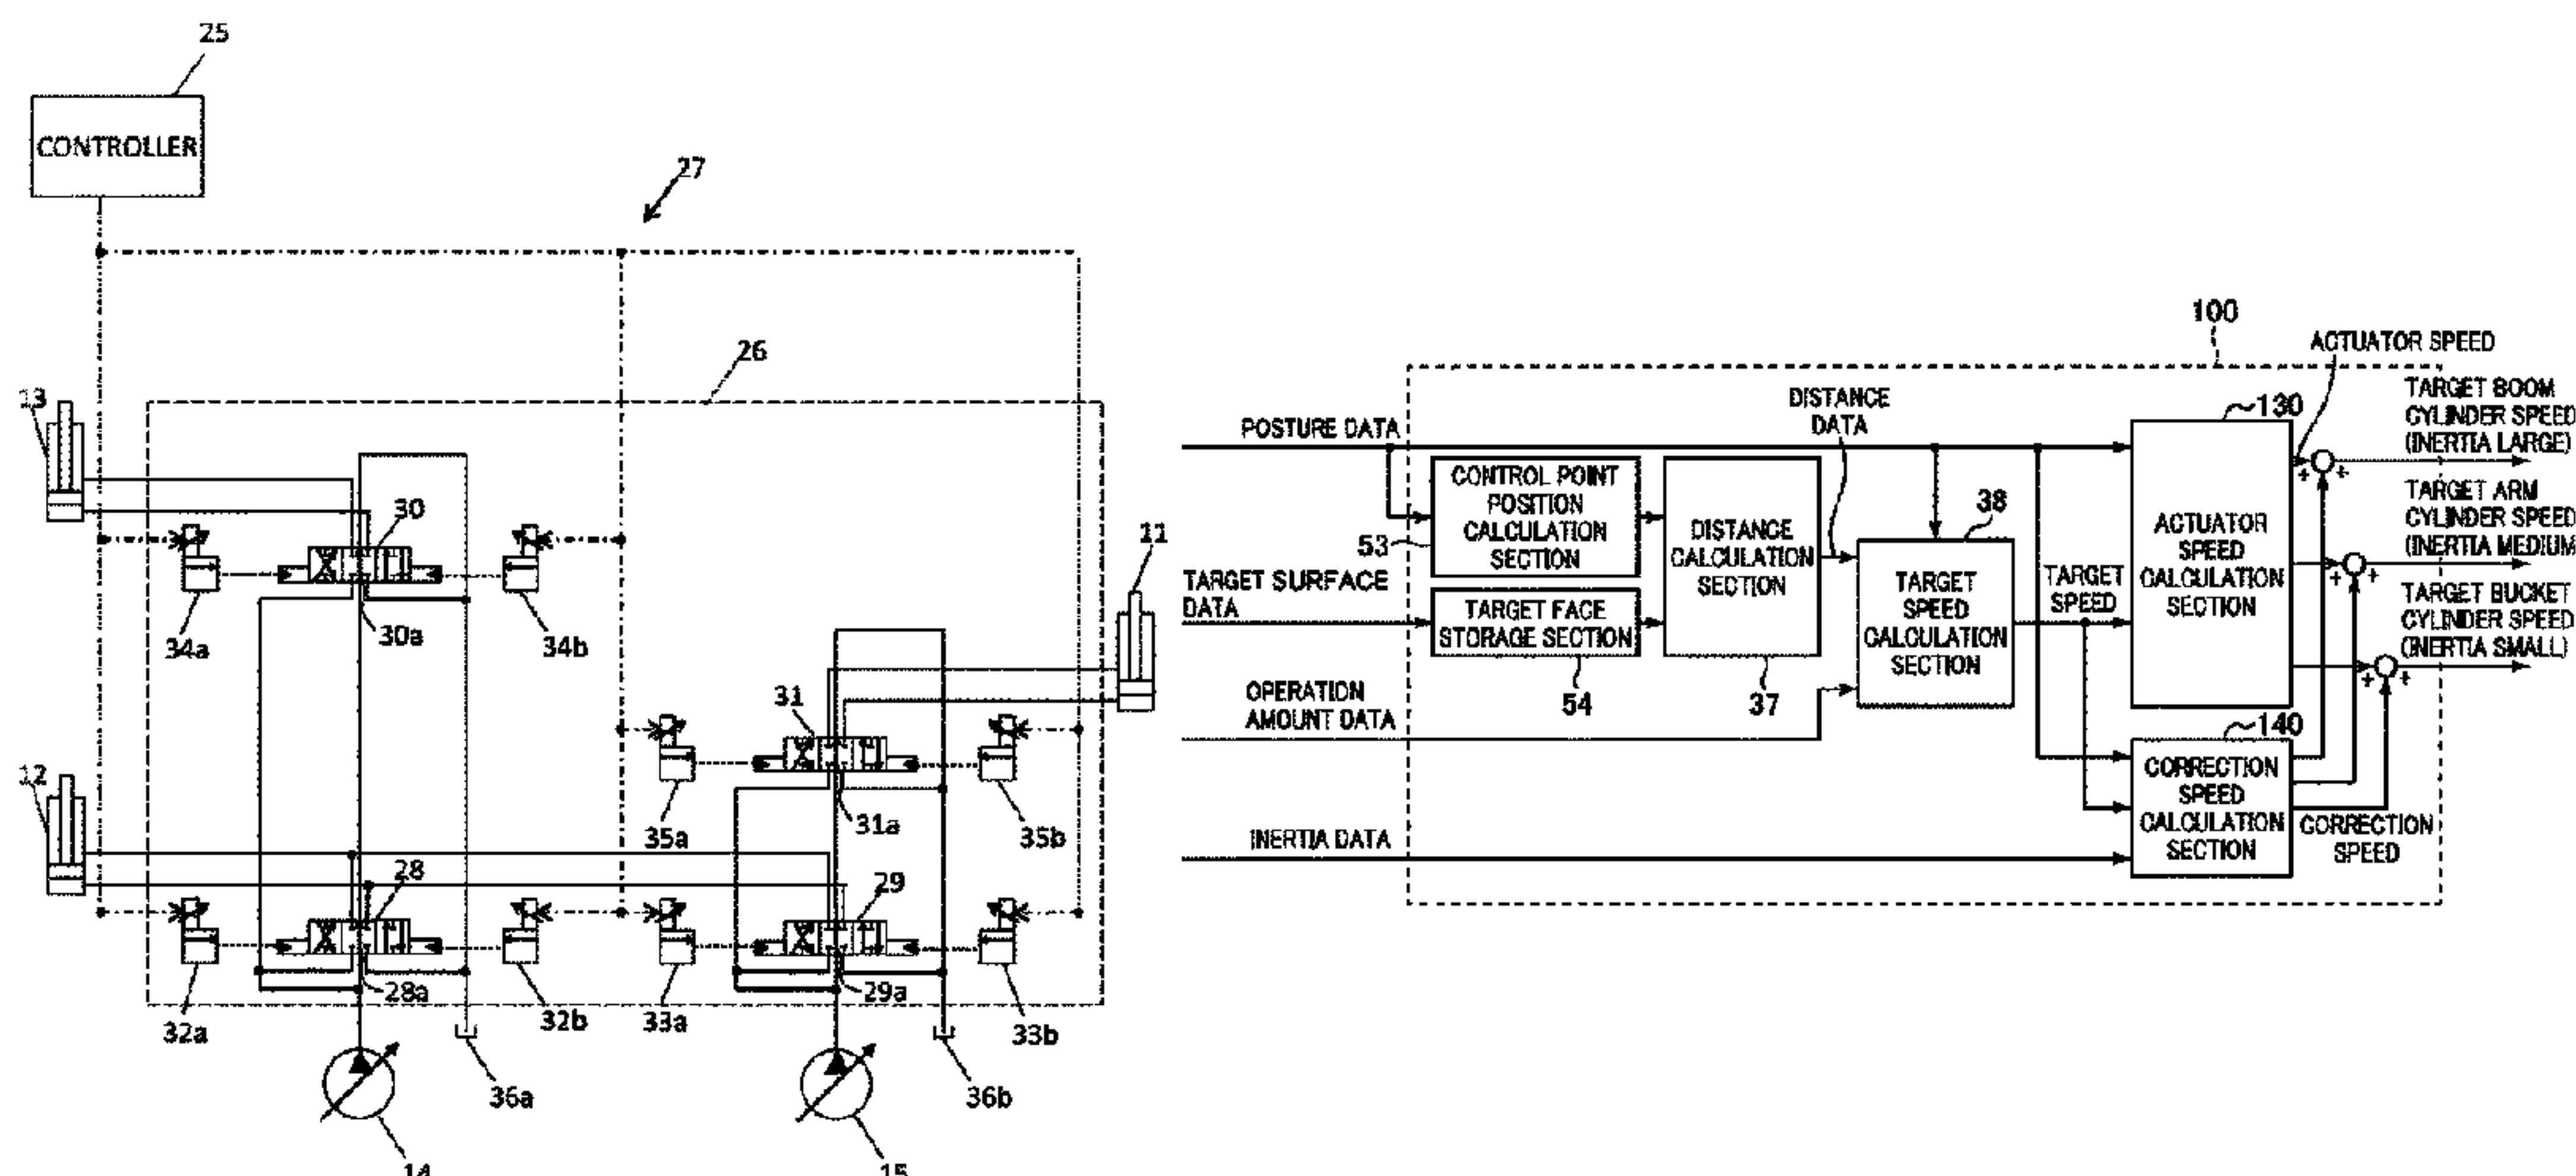 25
CONTROLLER
27
26
13
30
34a
30a
34b
11
31
12
35a
31a
35b
28
29
32a
28a
32b
33a
29a
33b
36a
36b
14
15
100
ACTUATOR SPEED
TARGET BOOM
CYLINDER SPEED
(INERTIA LARGE)
130
DISTANCE
DATA
POSTURE DATA
CONTROL POINT
POSITION
CALCULATION
SECTION
53
DISTANCE
CALCULATION
SECTION
37
38
TARGET
SPEED
CALCULATION
SECTION
TARGET
SPEED
ACTUATOR
SPEED
CALCULATION
SECTION
+
+
TARGET ARM
CYLINDER SPEED
(INERTIA MEDIUM
+
+
TARGET BUCKET
CYLINDER SPEED
(INERTIA SMALL)
+
+
TARGET SURFACE
DATA
TARGET FACE
STORAGE SECTION
54
OPERATION
AMOUNT DATA
140
CORRECTION
SPEED
CALCULATION
SECTION
CORRECTION
SPEED
INERTIA DATA